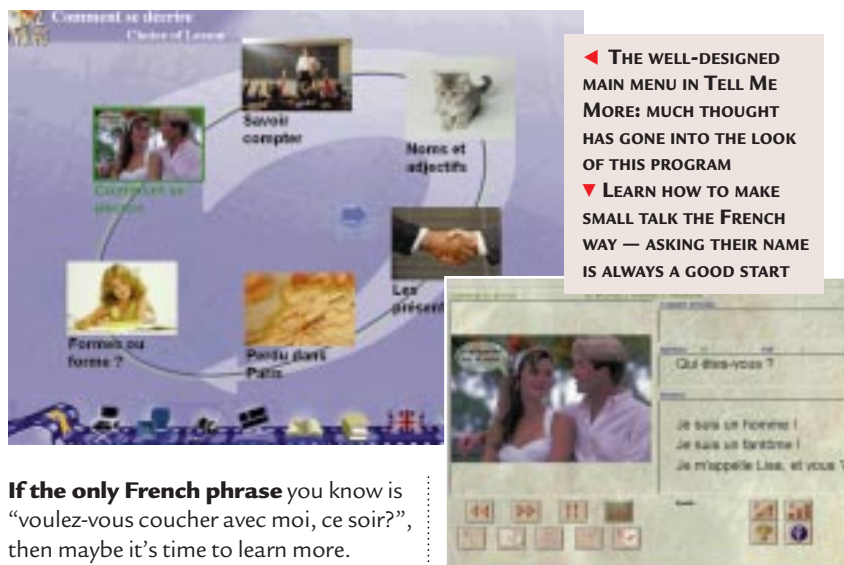 Comment se décrire
Choice of Lesson
Savoir
compter
Noms et
adjectifs
Comment se
décrire
Les
présent
Formes ou
forme ?
Perdu dans
Paris
◀ THE WELL-DESIGNED
MAIN MENU IN TELL ME
MORE: MUCH THOUGHT
HAS GONE INTO THE LOOK
OF THIS PROGRAM
▼ LEARN HOW TO MAKE
SMALL TALK THE FRENCH
WAY — ASKING THEIR NAME
IS ALWAYS A GOOD START
Qui êtes-vous ?
Je suis un homme !
Je suis un fantôme !
Je m'appelle Lisa, et vous ?
If the only French phrase you know is
“voulez-vous coucher avec moi, ce soir?”,
then maybe it’s time to learn more.